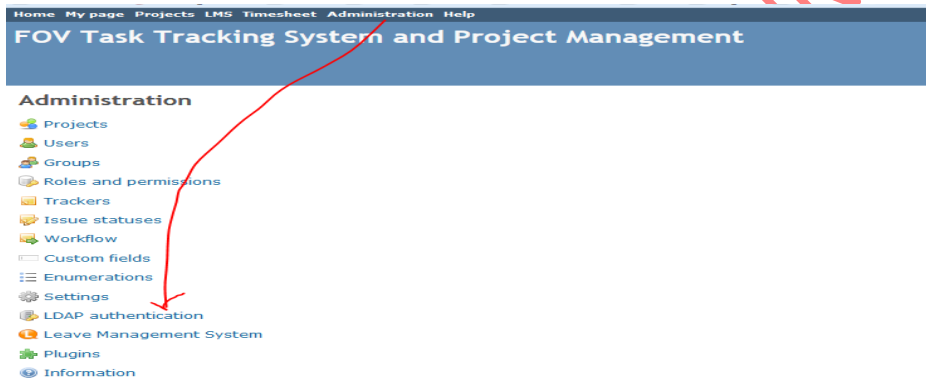 Home My page Projects LMS Timesheet Administration Help
FOV Task Tracking System and Project Management
Administration
Projects
Users
Groups
Roles and permissions
Trackers
Issue statuses
Workflow
Custom fields
Enumerations
Settings
LDAP authentication
Leave Management System
Plugins
Information